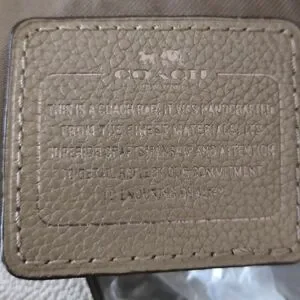 COACH
THIS IS A COACH BAG. IT WAS HANDCRAFTED
FROM THE FINEST MATERIALS. ITS
SUPERIOR CRAFTSMANSHIP AND ATTENTION
TO DETAIL REFLECT OUR COMMITMENT
TO ENDURING QUALITY